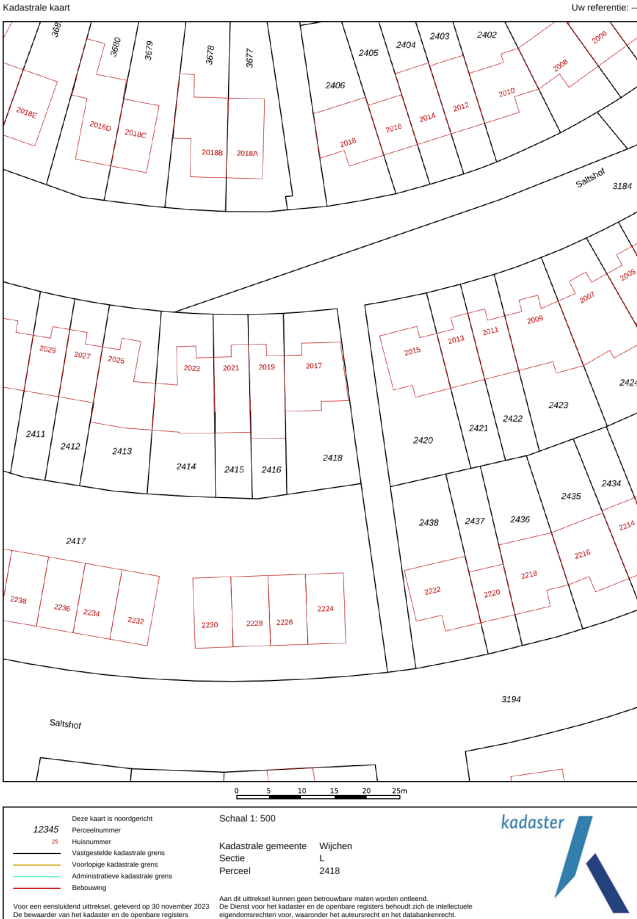 Kadastrale kaart
Uw referentie: --
368
3680
3679
3678
3677
2406
2405
2404
2403
2402
2006
2008
2010
2012
2014
2016
2018
2018E
2018D
2018C
2018B
2018A
Saltshof
3184
2005
2007
2009
2011
2013
2015
2029
2027
2025
2023
2021
2019
2017
2424
2423
2422
2421
2420
2411
2412
2413
2414
2415
2416
2418
2434
2435
2436
2437
2438
2417
2214
2216
2218
2220
2222
2238
2236
2234
2232
2230
2228
2226
2224
3194
Saltshof
0 5 10 15 20 25m
Deze kaart is noordgericht
12345 Perceelnummer
25 Huisnummer
Vastgestelde kadastrale grens
Voorlopige kadastrale grens
Administratieve kadastrale grens
Bebouwing
Voor een eensluidend uittreksel, geleverd op 30 november 2023
De bewaarder van het kadaster en de openbare registers
Schaal 1: 500
Kadastrale gemeente Wijchen
Sectie L
Perceel 2418
Aan dit uittreksel kunnen geen betrouwbare maten worden ontleend.
De Dienst voor het kadaster en de openbare registers behoudt zich de intellectuele
eigendomsrechten voor, waaronder het auteursrecht en het databankenrecht.
kadaster